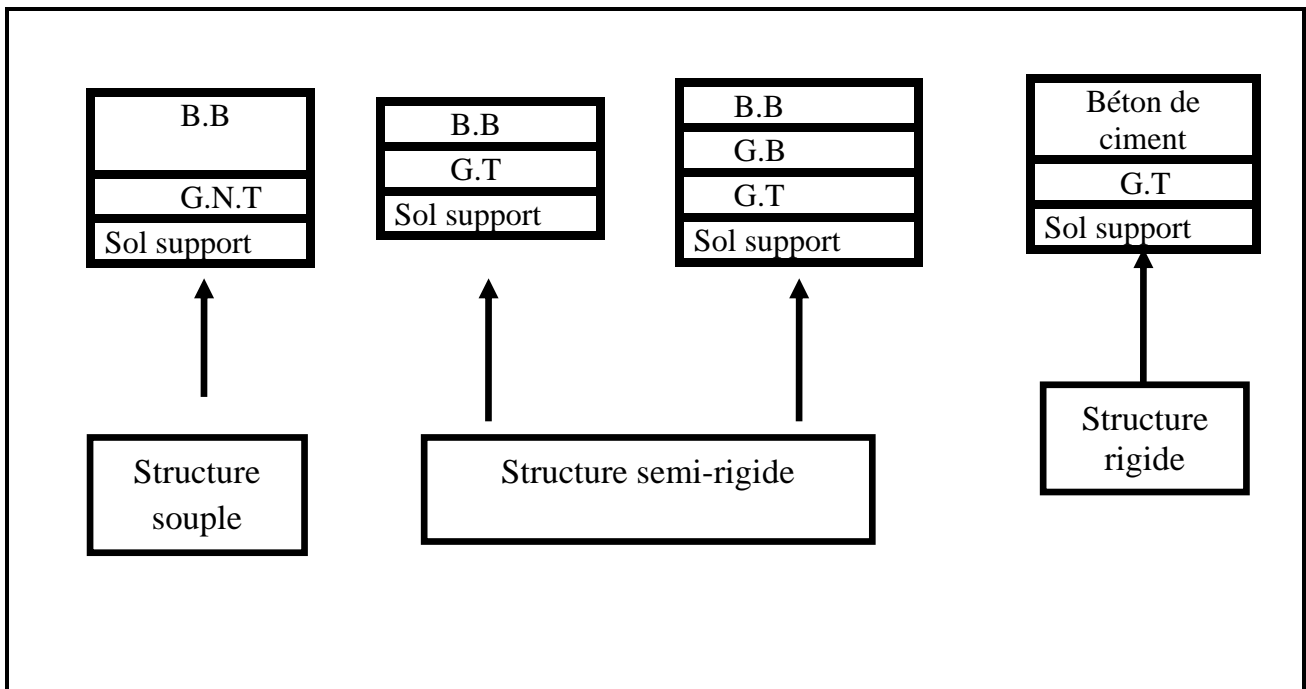 B.B
G.N.T
Sol support
B.B
G.T
Sol support
B.B
G.B
G.T
Sol support
Béton de
ciment
G.T
Sol support
Structure
souple
Structure semi-rigide
Structure
rigide